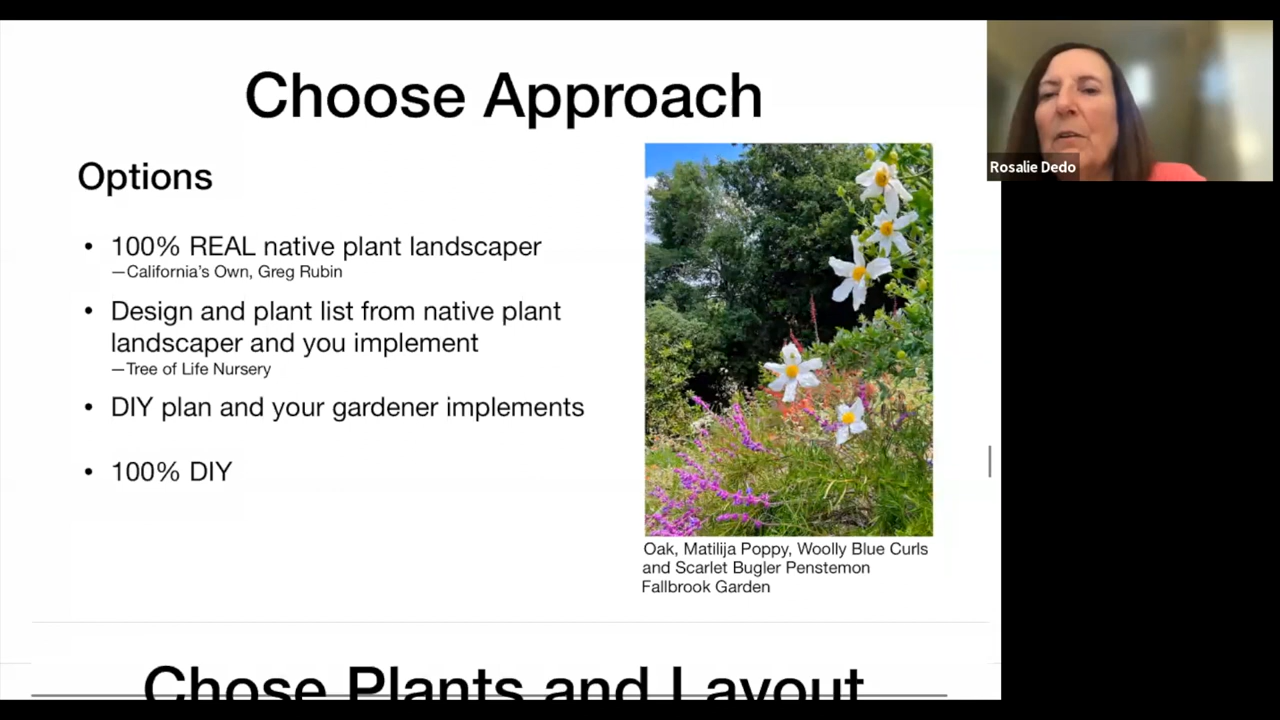 Choose Approach
Options
• 100% REAL native plant landscaper
—California's Own, Greg Rubin
• Design and plant list from native plant
landscaper and you implement
—Tree of Life Nursery
• DIY plan and your gardener implements
• 100% DIY
Oak, Matilija Poppy, Woolly Blue Curls
and Scarlet Bugler Penstemon
Fallbrook Garden
Chose Plants and Layout
Rosalie Dedo